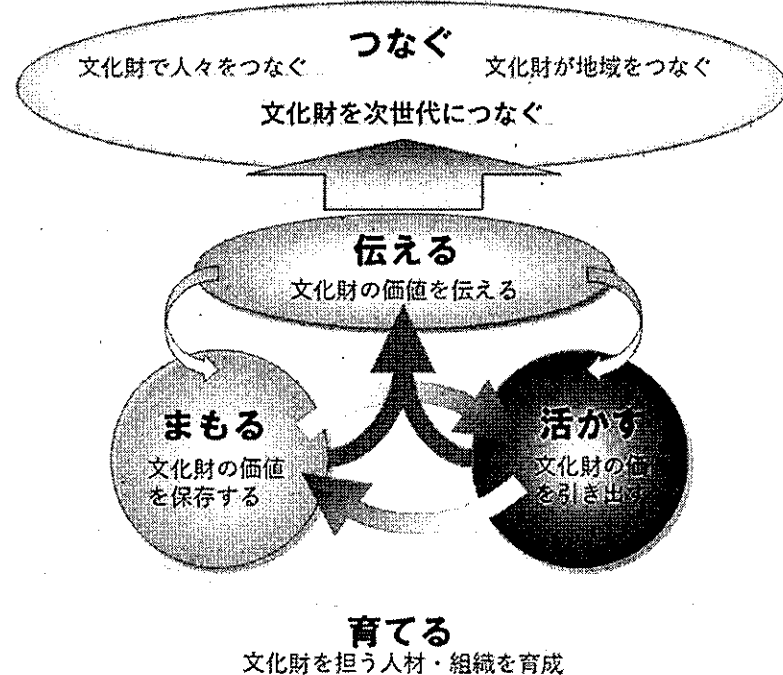 つなぐ
文化財で人々をつなぐ 文化財が地域をつなぐ
文化財を次世代につなぐ
伝える
文化財の価値を伝える
まもる
文化財の価値
を保存する
活かす
文化財の価
を引き出す
育てる
文化財を担う人材・組織を育成